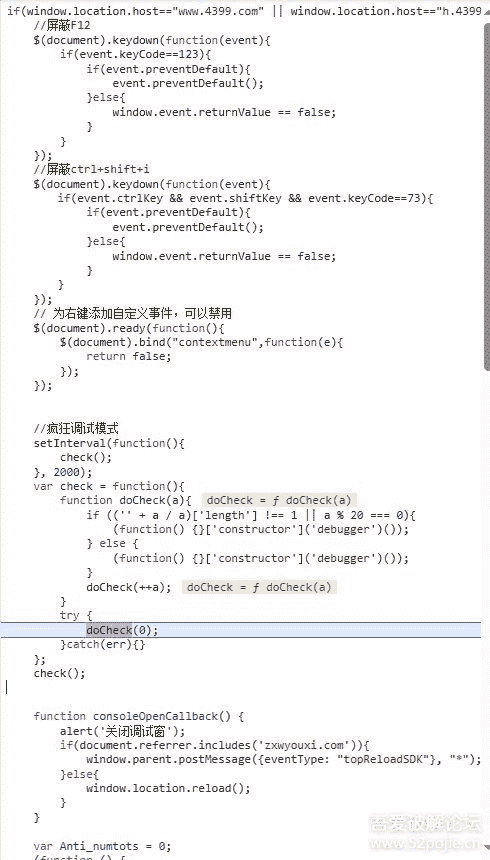 if(window.location.host=="www.4399.com" || window.location.host=="h.4399
//屏蔽F12
$(document).keydown(function(event){
if(event.keyCode==123){
if(event.preventDefault){
event.preventDefault();
}else{
window.event.returnValue == false;
}
}
});
//屏蔽ctrl+shift+i
$(document).keydown(function(event){
if(event.ctrlKey && event.shiftKey && event.keyCode==73){
if(event.preventDefault){
event.preventDefault();
}else{
window.event.returnValue == false;
}
}
});
// 为右键添加自定义事件，可以禁用
$(document).ready(function(){
$(document).bind("contextmenu",function(e){
return false;
});
});
//疯狂调试模式
setInterval(function(){
check();
}, 2000);
var check = function(){
function doCheck(a){ doCheck = ƒ doCheck(a)
if (('' + a / a)['length'] !== 1 || a % 20 === 0){
(function() {}['constructor']('debugger')());
} else {
(function() {}['constructor']('debugger')());
}
doCheck(++a); doCheck = ƒ doCheck(a)
}
try {
doCheck(0);
}catch(err){}
};
check();
function consoleOpenCallback() {
alert('关闭调试窗');
if(document.referrer.includes('zxwyouxi.com')){
window.parent.postMessage({eventType: "topReloadSDK"}, "*");
}else{
window.location.reload();
}
}
var Anti_numtots = 0;
(function () {
吾爱破解论坛
www.52pojie.cn